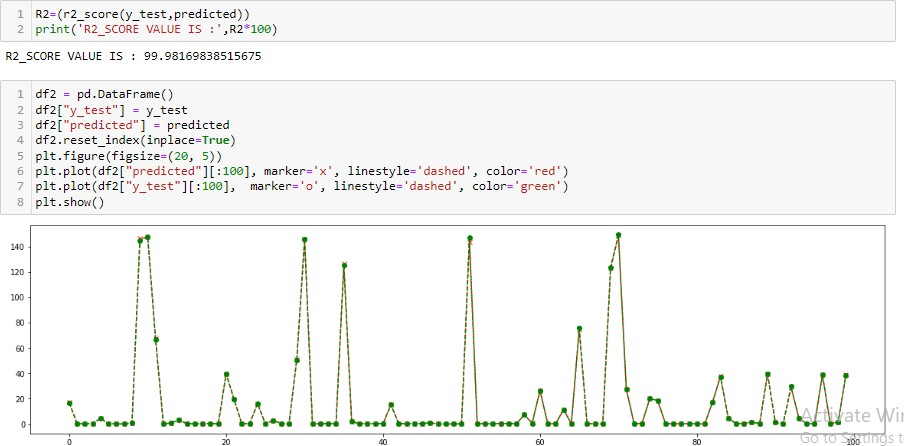 1 R2=(r2_score(y_test,predicted))
2 print('R2_SCORE VALUE IS :',R2*100)
R2_SCORE VALUE IS : 99.98169838515675
1 df2 = pd.DataFrame()
2 df2["y_test"] = y_test
3 df2["predicted"] = predicted
4 df2.reset_index(inplace=True)
5 plt.figure(figsize=(20, 5))
6 plt.plot(df2["predicted"][:100], marker='x', linestyle='dashed', color='red')
7 plt.plot(df2["y_test"][:100],  marker='o', linestyle='dashed', color='green')
8 plt.show()
140
120
100
80
60
40
20
0
0 20 40 60 80 100
Activate Wi
Go to Settings t